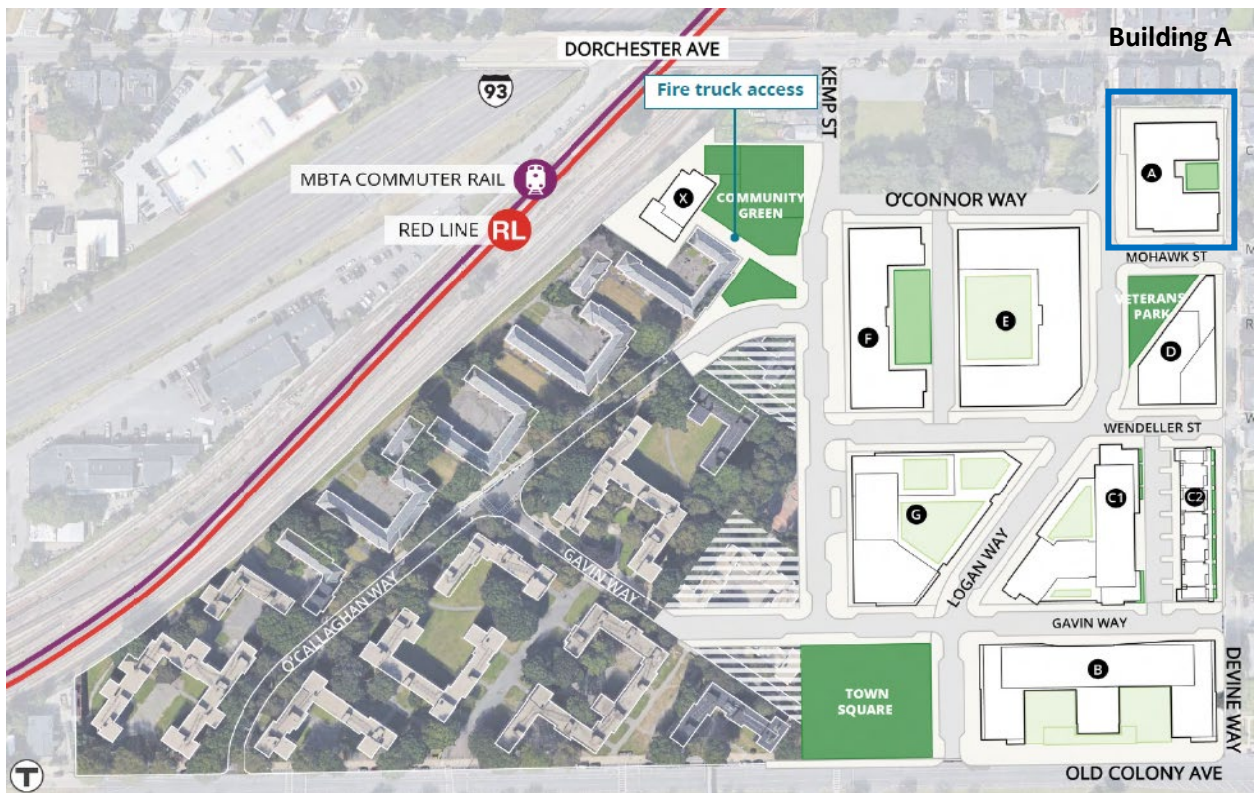 Building A
DORCHESTER AVE
93
Fire truck access
KEMP ST
MBTA COMMUTER RAIL
RED LINE
RL
X
COMMUNITY
GREEN
O'CONNOR WAY
A
MOHAWK ST
VETERANS
PARK
F
E
D
WENDELLER ST
G
C1
C2
LOGAN WAY
GAVIN WAY
O'CALLAGHAN WAY
GAVIN WAY
B
TOWN
SQUARE
DEVINE WAY
OLD COLONY AVE
T